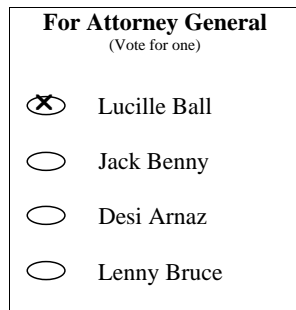 For Attorney General
(Vote for one)
Lucille Ball
Jack Benny
Desi Arnaz
Lenny Bruce